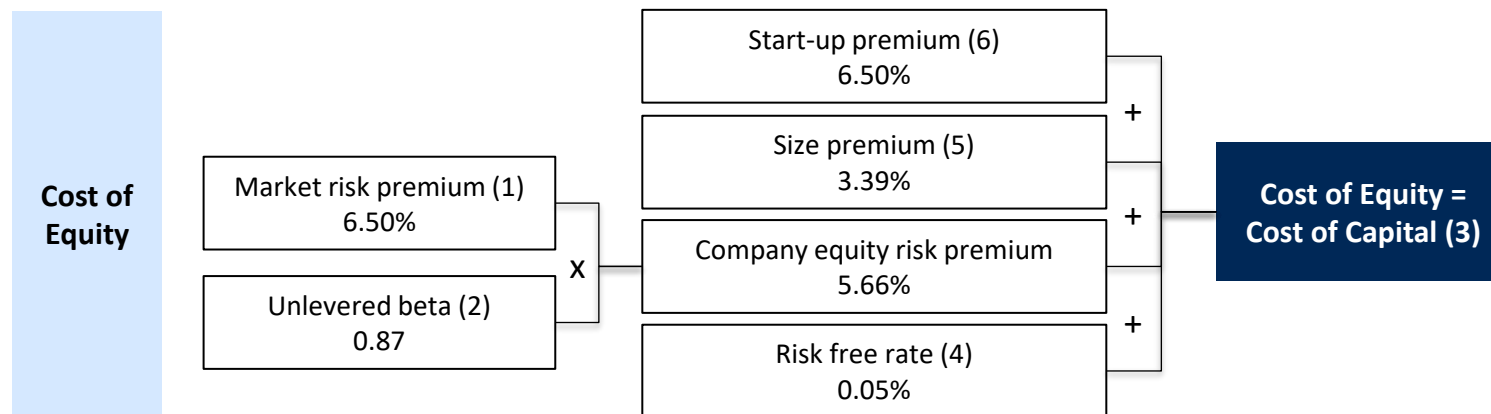 Cost of
Equity
Market risk premium (1)
6.50%
x
Unlevered beta (2)
0.87
Start-up premium (6)
6.50%
+
Size premium (5)
3.39%
+
Company equity risk premium
5.66%
+
Risk free rate (4)
0.05%
Cost of Equity =
Cost of Capital (3)